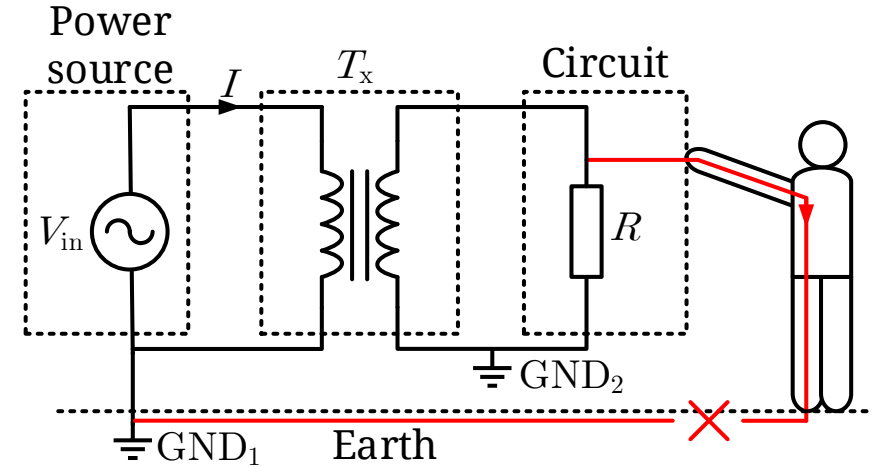 Power
source
I
Tx
Circuit
Vin
R
GND2
GND1
Earth